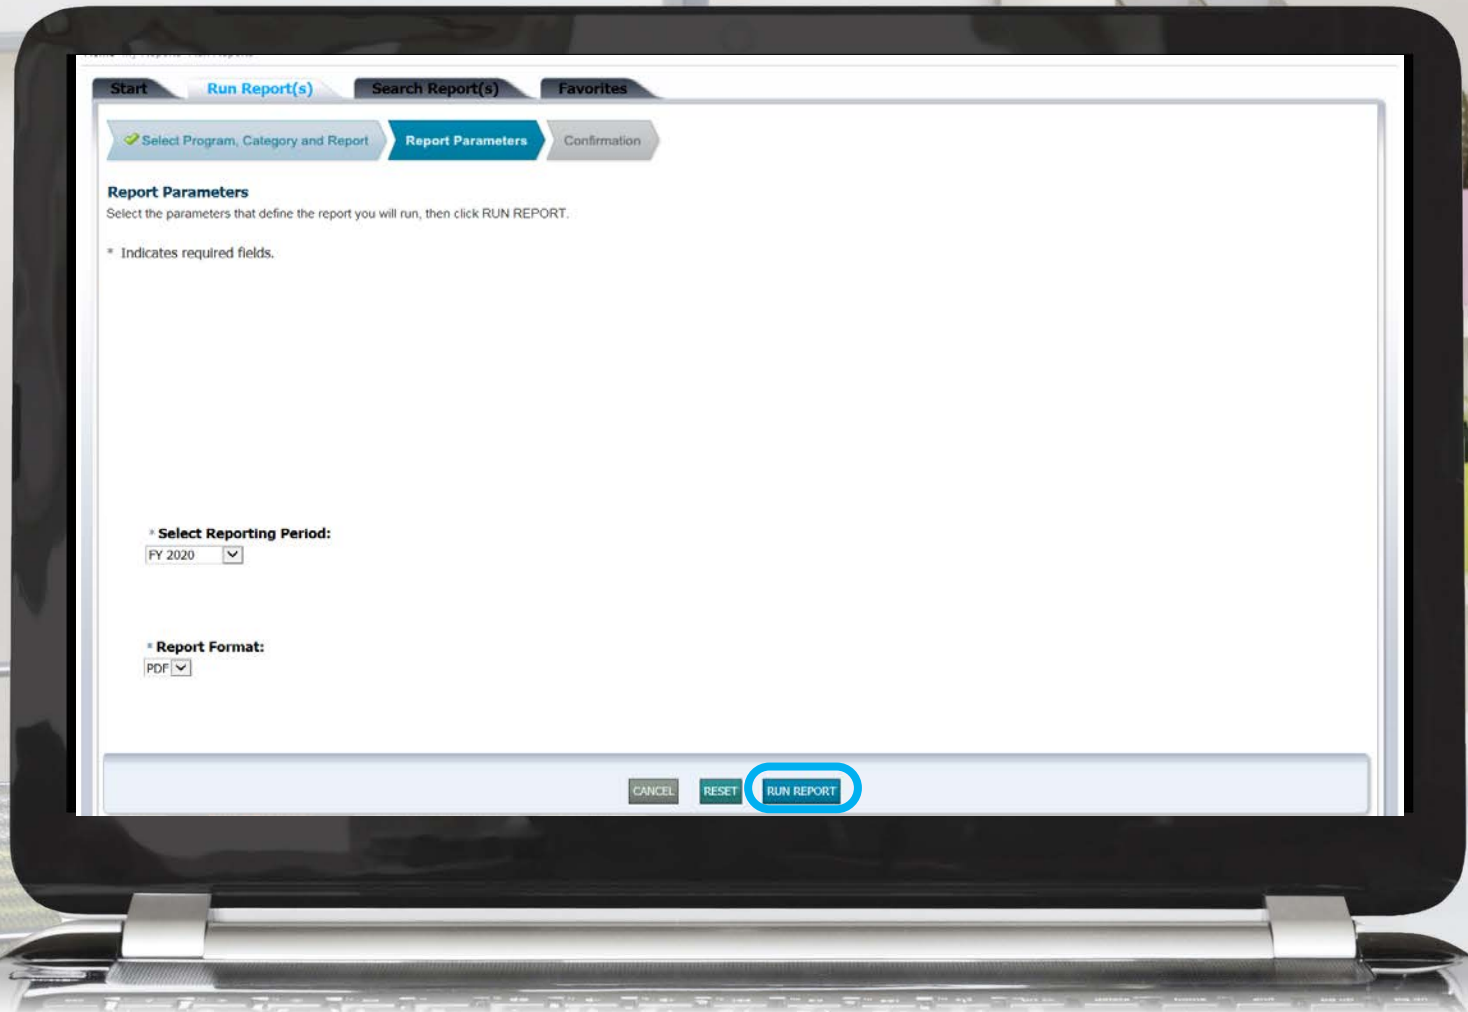 Start Run Report(s) Search Report(s) Favorites
Select Program, Category and Report Report Parameters Confirmation
Report Parameters
Select the parameters that define the report you will run, then click RUN REPORT.
* Indicates required fields.
* Select Reporting Period:
FY 2020
* Report Format:
PDF
CANCEL RESET RUN REPORT